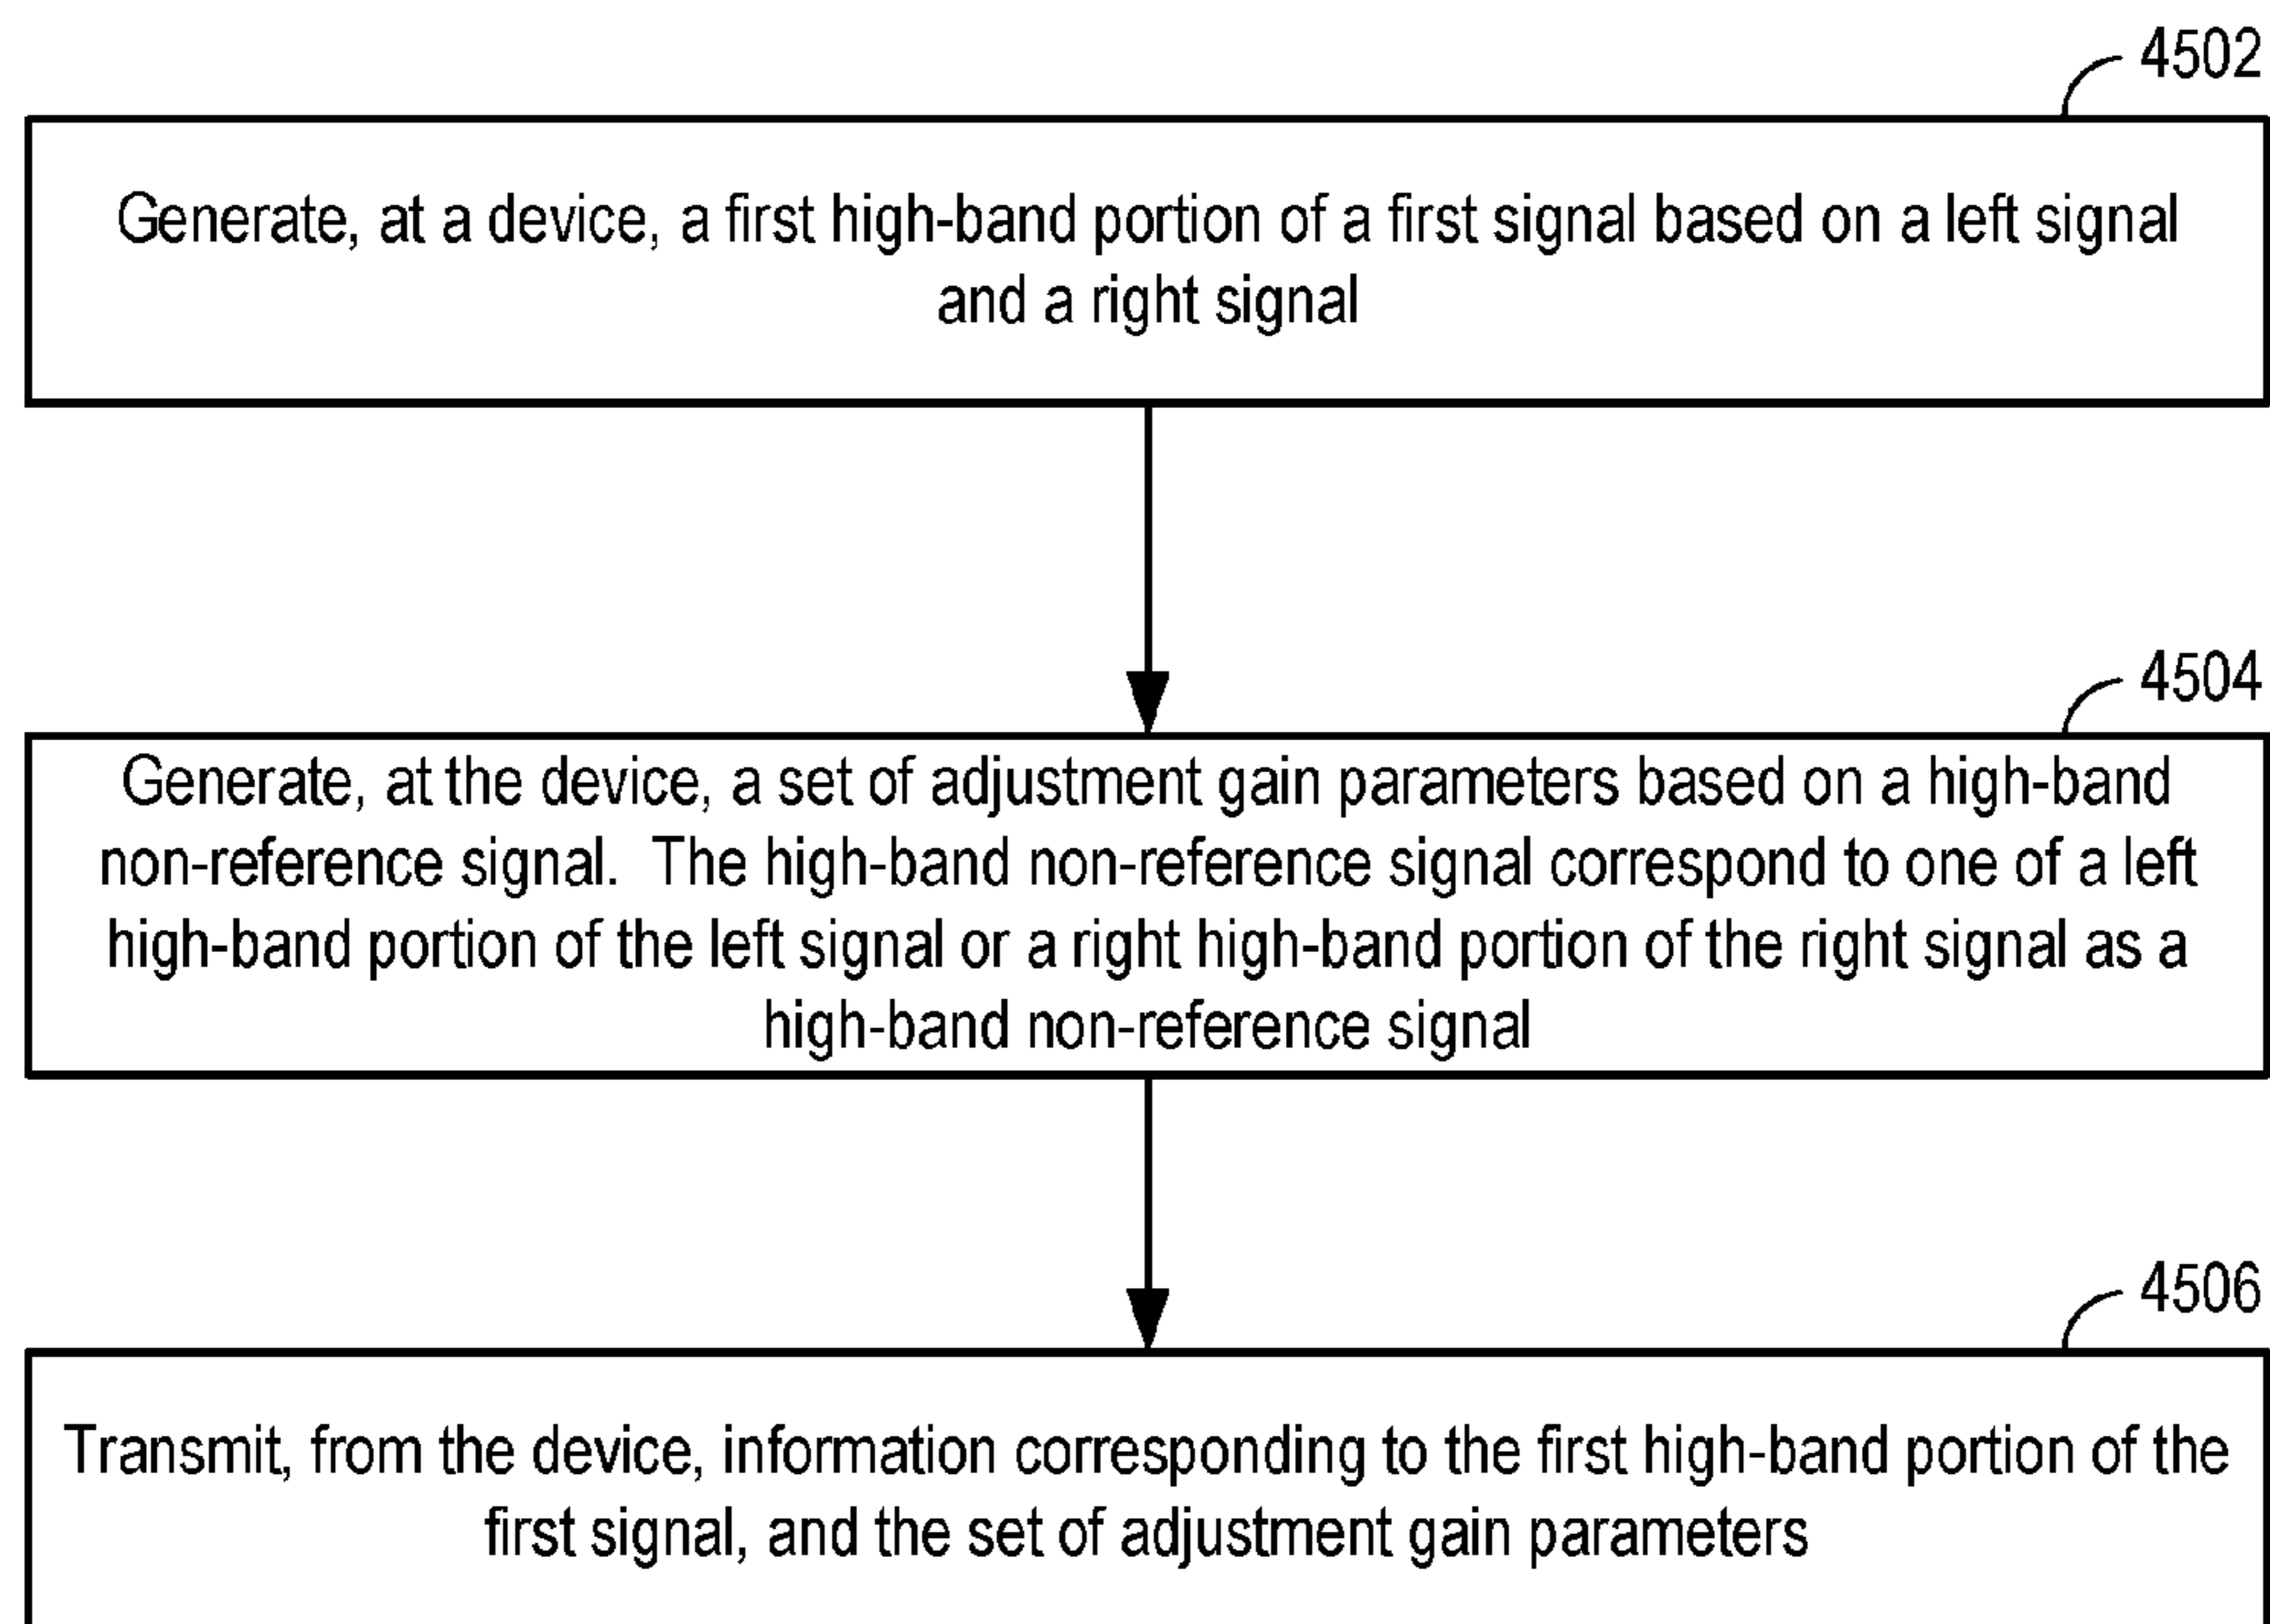 4502
Generate, at a device, a first high-band portion of a first signal based on a left signal
and a right signal
4504
Generate, at the device, a set of adjustment gain parameters based on a high-band
non-reference signal.  The high-band non-reference signal correspond to one of a left
high-band portion of the left signal or a right high-band portion of the right signal as a
high-band non-reference signal
4506
Transmit, from the device, information corresponding to the first high-band portion of the
first signal, and the set of adjustment gain parameters